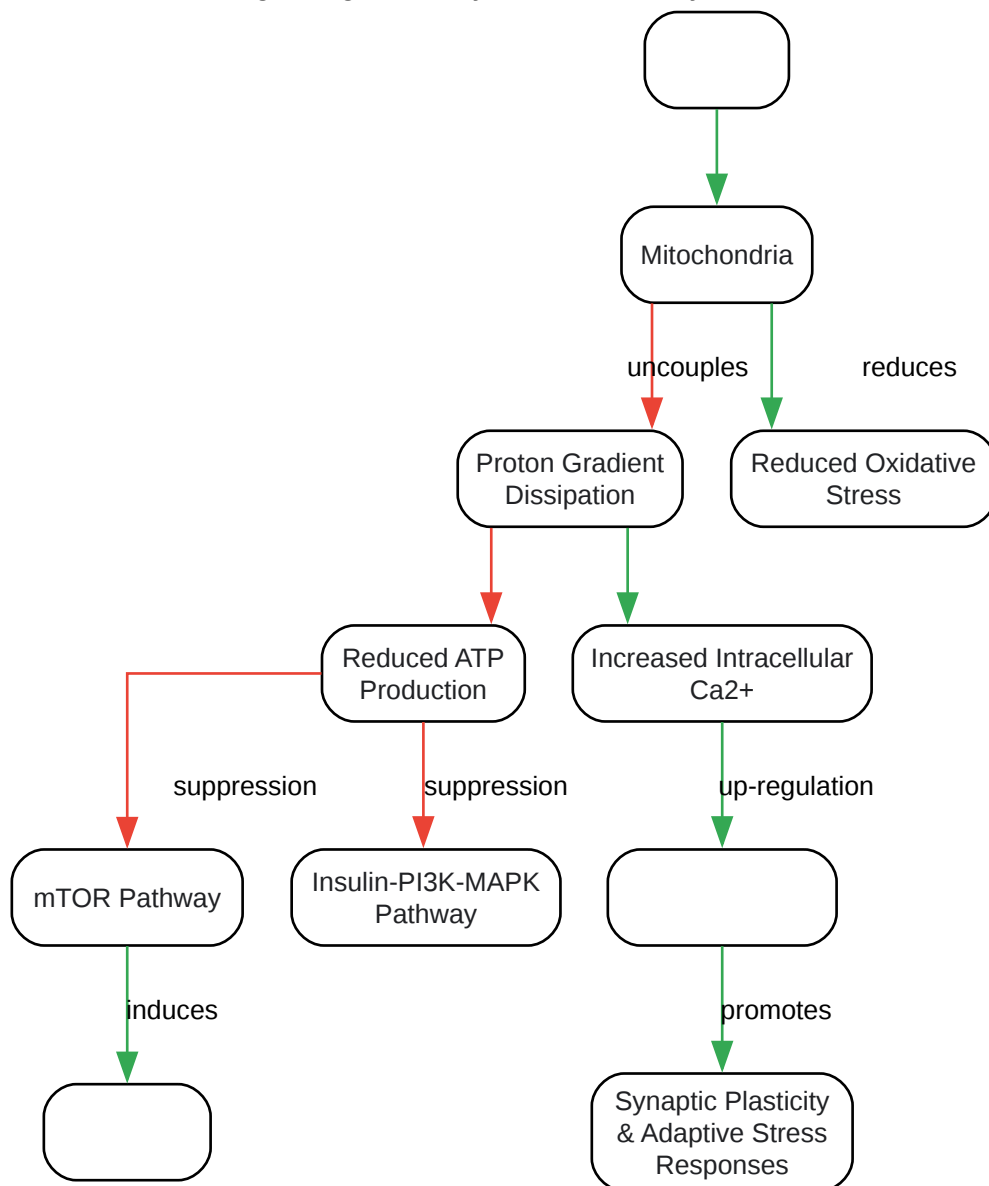 Mitochondria
uncouples
reduces
Proton Gradient
Dissipation
Reduced Oxidative
Stress
Reduced ATP
Production
Increased Intracellular
Ca2+
suppression
suppression
up-regulation
mTOR Pathway
Insulin-PI3K-MAPK
Pathway
induces
promotes
Synaptic Plasticity
& Adaptive Stress
Responses